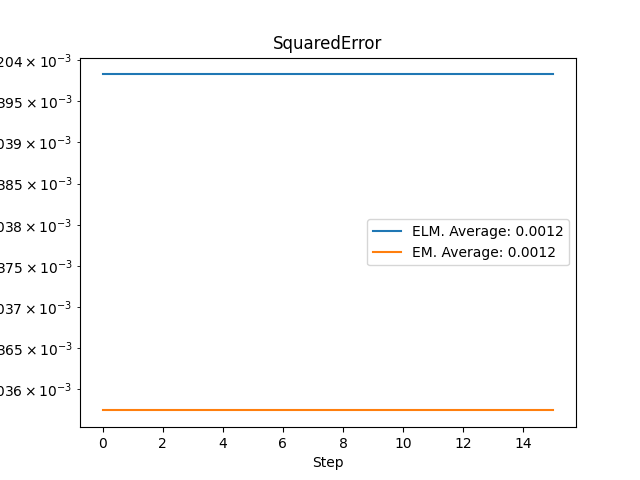 SquaredError
204 × 10⁻³
395 × 10⁻³
039 × 10⁻³
385 × 10⁻³
038 × 10⁻³
375 × 10⁻³
037 × 10⁻³
365 × 10⁻³
036 × 10⁻³
ELM. Average: 0.0012
EM. Average: 0.0012
0 2 4 6 8 10 12 14
Step